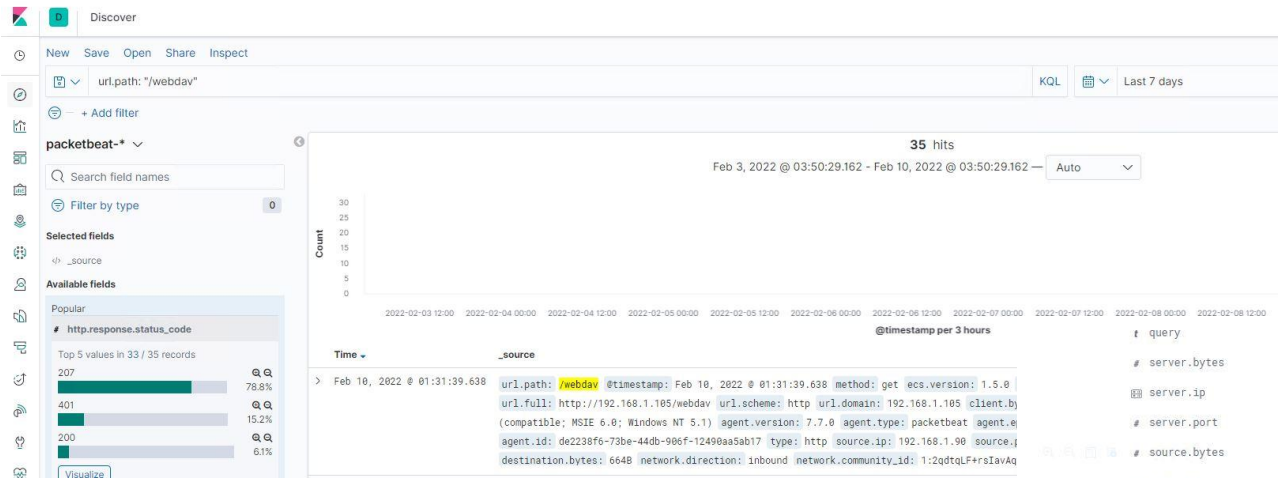 D Discover
New Save Open Share Inspect
url.path: "/webdav" KQL Last 7 days
+ Add filter
packetbeat-*
Search field names
Filter by type 0
Selected fields
</> _source
Available fields
Popular
# http.response.status_code
Top 5 values in 33 / 35 records
207
78.8%
401
15.2%
200
6.1%
Visualize
35 hits
Feb 3, 2022 @ 03:50:29.162 - Feb 10, 2022 @ 03:50:29.162 — Auto
Count
30
25
20
15
10
5
0
2022-02-03 12:00 2022-02-04 00:00 2022-02-04 12:00 2022-02-05 00:00 2022-02-05 12:00 2022-02-06 00:00 2022-02-06 12:00 2022-02-07 00:00 2022-02-07 12:00 2022-02-08 00:00 2022-02-08 12:00
@timestamp per 3 hours
Time _source
Feb 10, 2022 @ 01:31:39.638 url.path: /webdav @timestamp: Feb 10, 2022 @ 01:31:39.638 method: get ecs.version: 1.5.0
url.full: http://192.168.1.105/webdav url.scheme: http url.domain: 192.168.1.105 client.by
(compatible; MSIE 6.0; Windows NT 5.1) agent.version: 7.7.0 agent.type: packetbeat agent.e
agent.id: de2238f6-73be-44db-906f-12490aa5ab17 type: http source.ip: 192.168.1.90 source.p
destination.bytes: 664B network.direction: inbound network.community_id: 1:2qdtqLF+rsIavAq
t query
# server.bytes
server.ip
# server.port
# source.bytes